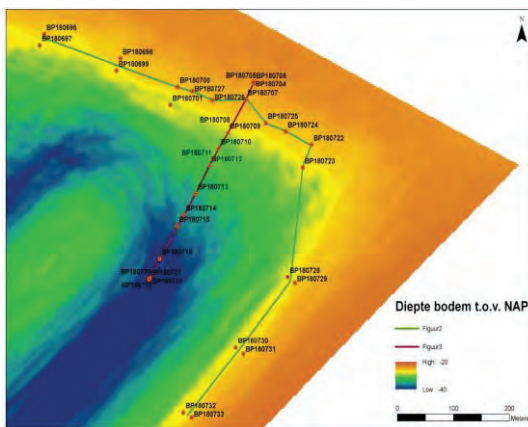 BP180696
BP180697
N
BP180698
BP180699
BP180700
BP180727
BP180701
BP180726
BP180705
BP180706
BP180704
BP180707
BP180708
BP180709
BP180725
BP180724
BP180710
BP180722
BP180711
BP180712
BP180723
BP180713
BP180714
BP180715
BP180728
BP180729
Diepte bodem t.o.v. NAP
Figuur2
Figuur3
High -20
Low -40
BP180730
BP180731
0 50 100 200
Meters
BP180732
BP180733